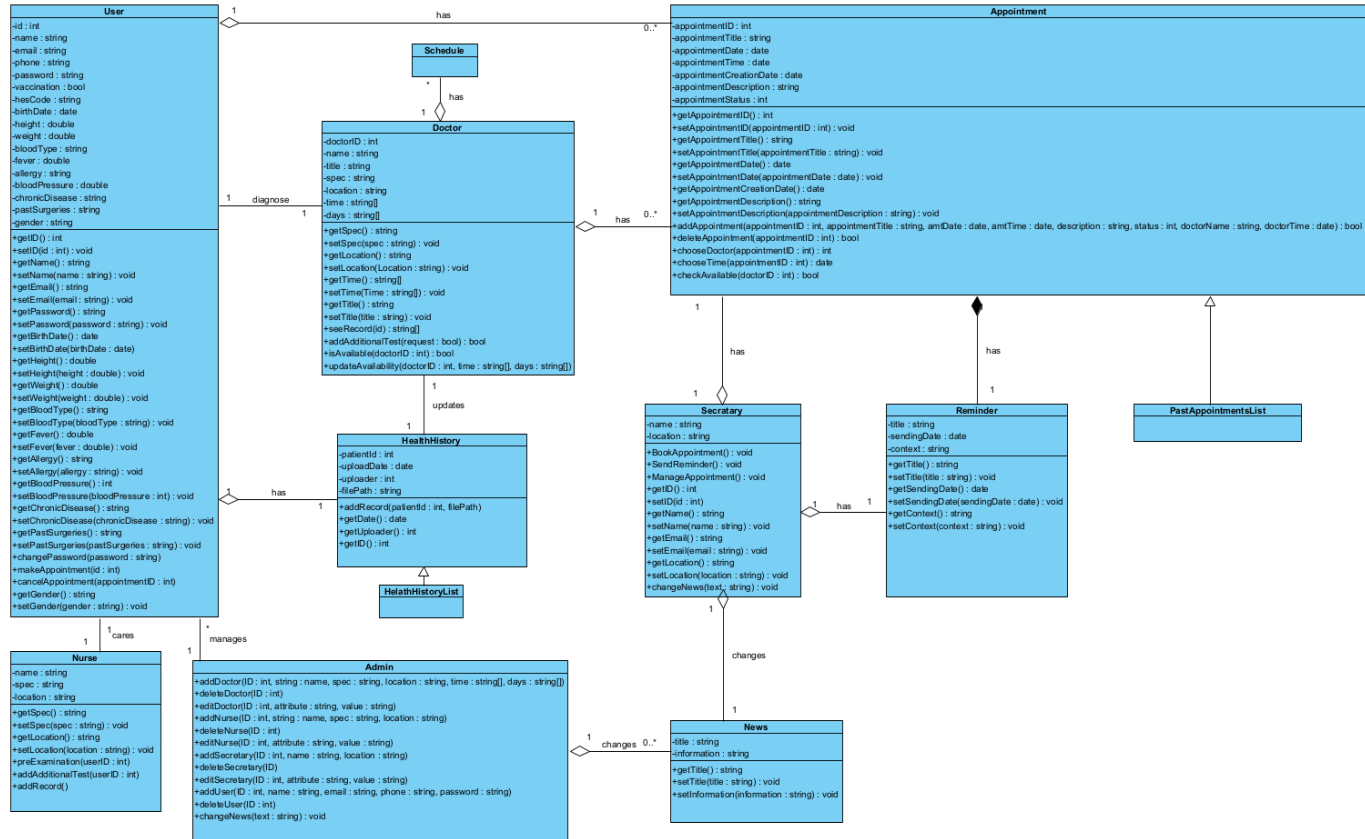 User
-id : int
-name : string
-email : string
-phone : string
-password : string
-vaccination : bool
-hesCode : string
-birthDate : date
-height : double
-weight : double
-bloodType : string
-fever : double
-allergy : string
-bloodPressure : double
-chronicDisease : string
-pastSurgeries : string
-gender : string
+getID() : int
+setID(id : int) : void
+getName() : string
+setName(name : string) : void
+getEmail() : string
+setEmail(email : string) : void
+getPassword() : string
+setPassword(password : string) : void
+getBirthDate() : date
+setBirthDate(birthDate : date)
+getHeight() : double
+setHeight(height : double) : void
+getWeight() : double
+setWeight(weight : double) : void
+getBloodType() : string
+setBloodType(bloodType : string) : void
+getFever() : double
+setFever(fever : double) : void
+getAllergy() : string
+setAllergy(allergy : string) : void
+getBloodPressure() : int
+setBloodPressure(bloodPressure : int) : void
+getChronicDisease() : string
+setChronicDisease(chronicDisease : string) : void
+getPastSurgeries() : string
+setPastSurgeries(pastSurgeries : string) : void
+changePassword(password : string)
+makeAppointment(id : int)
+cancelAppointment(appointmentID : int)
+getGender() : string
+setGender(gender : string) : void
1
has
0..*
Schedule
*
has
1
Doctor
-doctorID : int
-name : string
-title : string
-spec : string
-location : string
-time : string[]
-days : string[]
+getSpec() : string
+setSpec(spec : string) : void
+getLocation() : string
+setLocation(Location : string) : void
+getTime() : string[]
+setTime(Time : string[]) : void
+getTitle() : string
+setTitle(title : string) : void
+seeRecord(id) : string[]
+addAdditionalTest(request : bool) : bool
+isAvailable(doctorID : int) : bool
+updateAvailability(doctorID : int, time : string[], days : string[])
1
diagnose
1
1
has
0..*
Appointment
-appointmentID : int
-appointmentTitle : string
-appointmentDate : date
-appointmentTime : date
-appointmentCreationDate : date
-appointmentDescription : string
-appointmentStatus : int
+getAppointmentID() : int
+setAppointmentID(appointmentID : int) : void
+getAppointmentTitle() : string
+setAppointmentTitle(appointmentTitle : string) : void
+getAppointmentDate() : date
+setAppointmentDate(appointmentDate : date) : void
+getAppointmentCreationDate() : date
+getAppointmentDescription() : string
+setAppointmentDescription(appointmentDescription : string) : void
+addAppointment(appointmentID : int, appointmentTitle : string, amtDate : date, amtTime : date, description : string, status : int, doctorName : string, doctorTime : date) : bool
+deleteAppointment(appointmentID : int) : bool
+chooseDoctor(appointmentID : int) : int
+chooseTime(appointmentID : int) : date
+checkAvailable(doctorID : int) : bool
1
updates
1
HealthHistory
-patientId : int
-uploadDate : date
-uploader : int
-filePath : string
+addRecord(patientId : int, filePath)
+getDate() : date
+getUploader() : int
+getID() : int
1
has
1
HelathHistoryList
1
has
1
Secratary
-name : string
-location : string
+BookAppointment() : void
+SendReminder() : void
+ManageAppointment() : void
+getID() : int
+setID(id : int)
+getName() : string
+setName(name : string) : void
+getEmail() : string
+setEmail(email : string) : void
+getLocation() : string
+setLocation(location : string) : void
+changeNews(text : string) : void
has
1
Reminder
-title : string
-sendingDate : date
-context : string
+getTitle() : string
+setTitle(title : string) : void
+getSendingDate() : date
+setSendingDate(sendingDate : date) : void
+getContext() : string
+setContext(context : string) : void
1
has
1
PastAppointmentsList
1
cares
1
Nurse
-name : string
-spec : string
-location : string
+getSpec() : string
+setSpec(spec : string) : void
+getLocation() : string
+setLocation(location : string) : void
+preExamination(userID : int)
+addAdditionalTest(userID : int)
+addRecord()
*
manages
1
Admin
+addDoctor(ID : int, string : name, spec : string, location : string, time : string[], days : string[])
+deleteDoctor(ID : int)
+editDoctor(ID : int, attribute : string, value : string)
+addNurse(ID : int, string : name, spec : string, location : string)
+deleteNurse(ID : int)
+editNurse(ID : int, attribute : string, value : string)
+addSecretary(ID : int, name : string, location : string)
+deleteSecretary(ID)
+editSecretary(ID : int, attribute : string, value : string)
+addUser(ID : int, name : string, email : string, phone : string, password : string)
+deleteUser(ID : int)
+changeNews(text : string) : void
1
changes
0..*
1
changes
1
News
-title : string
-information : string
+getTitle() : string
+setTitle(title : string) : void
+setInformation(information : string) : void